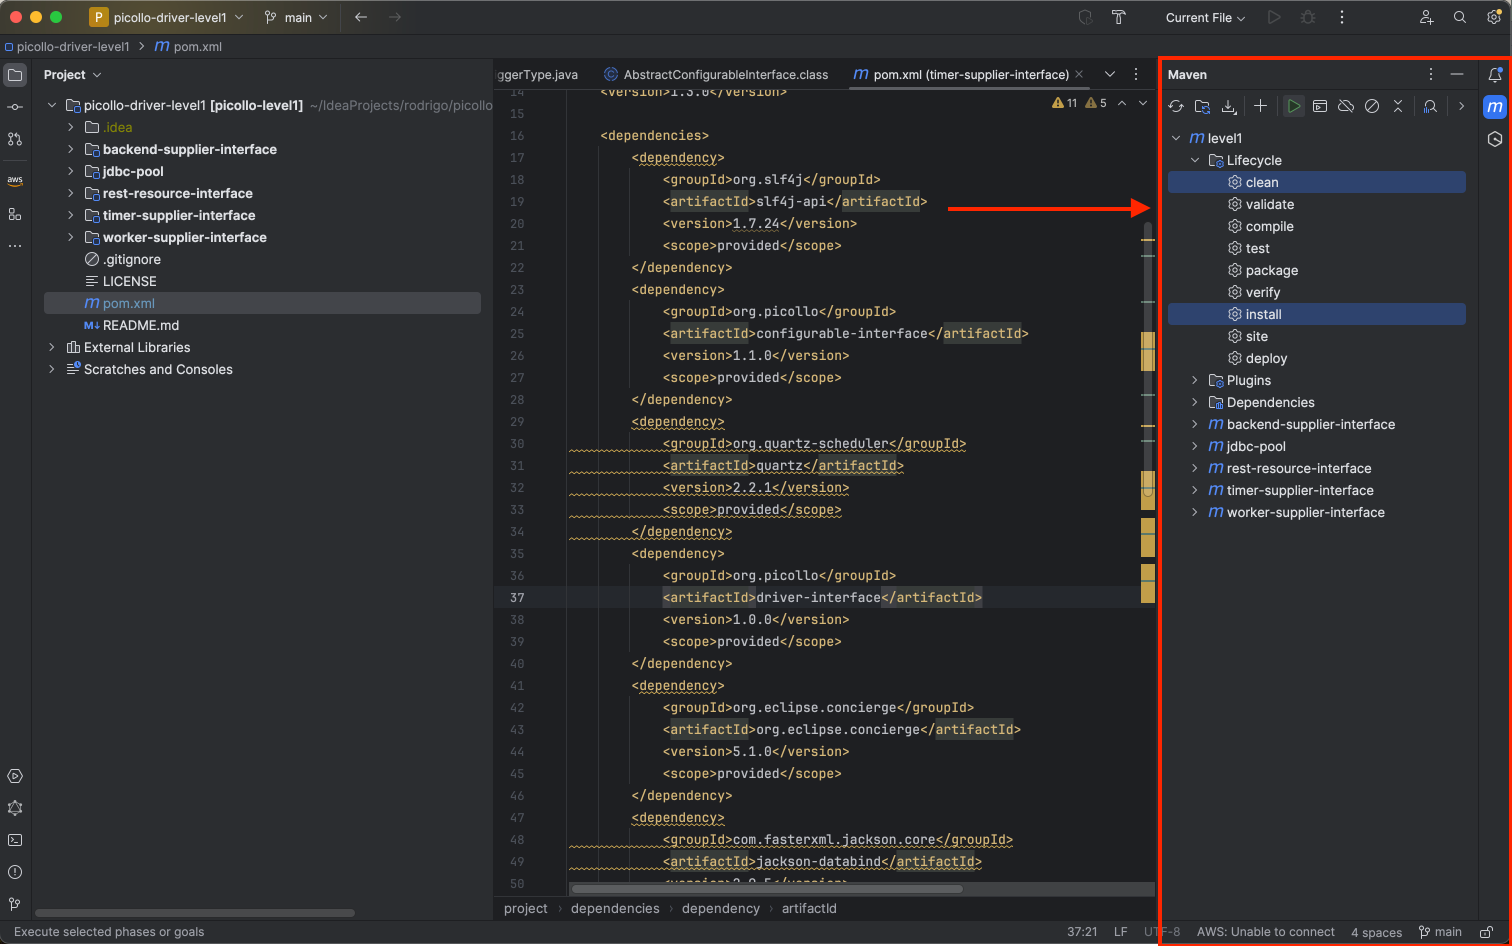 P picollo-driver-level1 main Current File
picollo-driver-level1 m pom.xml
Project
picollo-driver-level1 [picollo-level1] ~/IdeaProjects/rodrigo/picollo
.idea
backend-supplier-interface
jdbc-pool
rest-resource-interface
timer-supplier-interface
worker-supplier-interface
.gitignore
LICENSE
m pom.xml
M↓ README.md
External Libraries
Scratches and Consoles
aws
ggerType.java AbstractConfigurableInterface.class m pom.xml (timer-supplier-interface)
11 5
14 <version>1.3.0</version>
15
16 <dependencies>
17 <dependency>
18 <groupId>org.slf4j</groupId>
19 <artifactId>slf4j-api</artifactId>
20 <version>1.7.24</version>
21 <scope>provided</scope>
22 </dependency>
23 <dependency>
24 <groupId>org.picollo</groupId>
25 <artifactId>configurable-interface</artifactId>
26 <version>1.1.0</version>
27 <scope>provided</scope>
28 </dependency>
29 <dependency>
30 <groupId>org.quartz-scheduler</groupId>
31 <artifactId>quartz</artifactId>
32 <version>2.2.1</version>
33 <scope>provided</scope>
34 </dependency>
35 <dependency>
36 <groupId>org.picollo</groupId>
37 <artifactId>driver-interface</artifactId>
38 <version>1.0.0</version>
39 <scope>provided</scope>
40 </dependency>
41 <dependency>
42 <groupId>org.eclipse.concierge</groupId>
43 <artifactId>org.eclipse.concierge</artifactId>
44 <version>5.1.0</version>
45 <scope>provided</scope>
46 </dependency>
47 <dependency>
48 <groupId>com.fasterxml.jackson.core</groupId>
49 <artifactId>jackson-databind</artifactId>
50 <version>2.9.5</version>
project dependencies dependency artifactId
Maven
m level1
Lifecycle
clean
validate
compile
test
package
verify
install
site
deploy
Plugins
Dependencies
m backend-supplier-interface
m jdbc-pool
m rest-resource-interface
m timer-supplier-interface
m worker-supplier-interface
m
Execute selected phases or goals 37:21 LF UTF-8 AWS: Unable to connect 4 spaces main